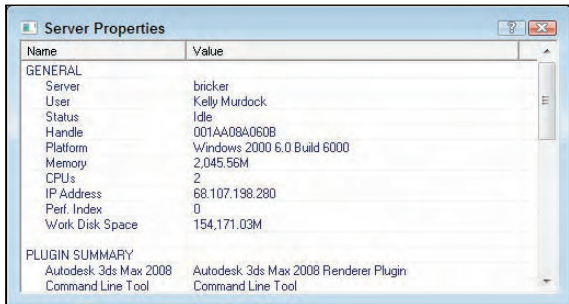 Server Properties
Name Value
GENERAL
Server bricker
User Kelly Murdock
Status Idle
Handle 001AA08A060B
Platform Windows 2000 6.0 Build 6000
Memory 2,045.56M
CPUs 2
IP Address 68.107.198.280
Perf. Index 0
Work Disk Space 154,171.03M
PLUGIN SUMMARY
Autodesk 3ds Max 2008 Autodesk 3ds Max 2008 Renderer Plugin
Command Line Tool Command Line Tool